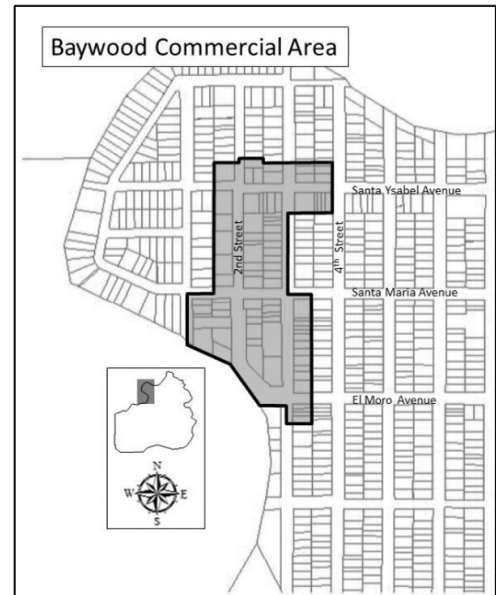 Baywood Commercial Area
Santa Ysabel Avenue
2nd Street
4th Street
Santa Maria Avenue
El Moro Avenue
N
W E
S